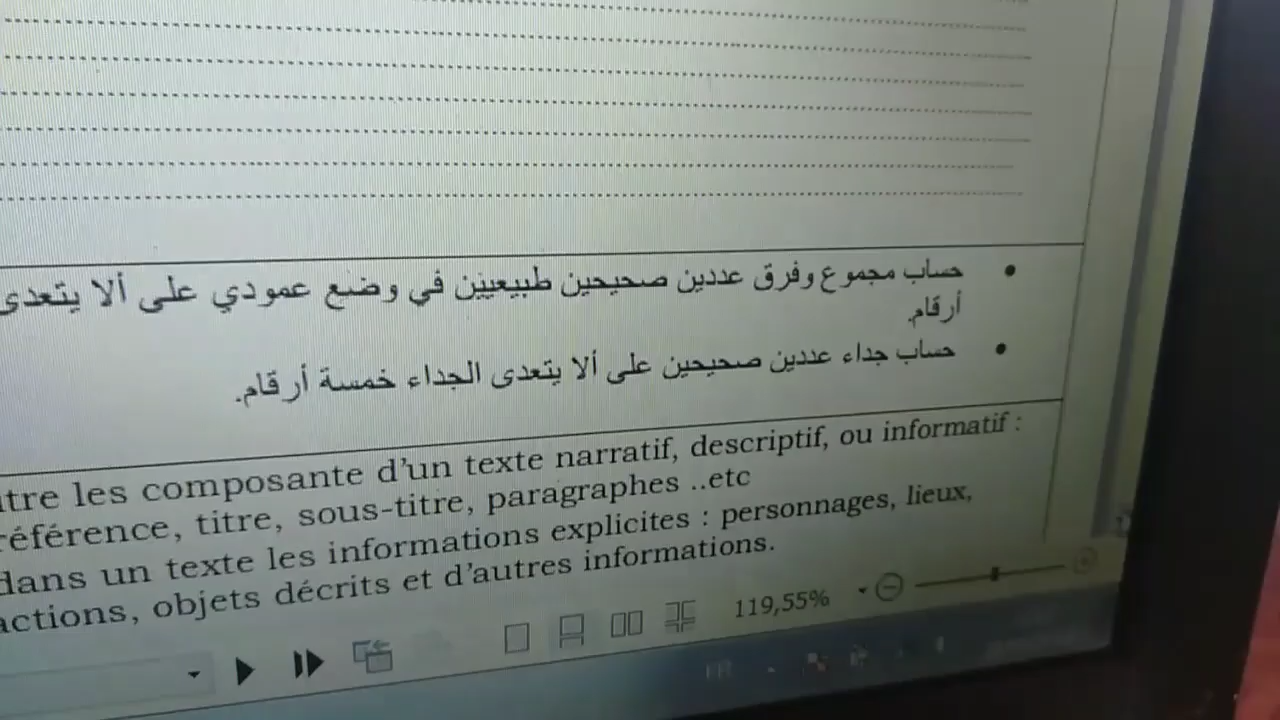 حساب مجموع وفرق عددين صحيحين طبيعيين في وضع عمودي على ألا يتعدى
أرقام.
حساب جداء عددين صحيحين على ألا يتعدى الجداء خمسة أرقام.
les composante d'un texte narratif, descriptif, ou informatif :
référence, titre, sous-titre, paragraphes ..etc
dans un texte les informations explicites : personnages, lieux,
actions, objets décrits et d'autres informations.
119,55%
FR